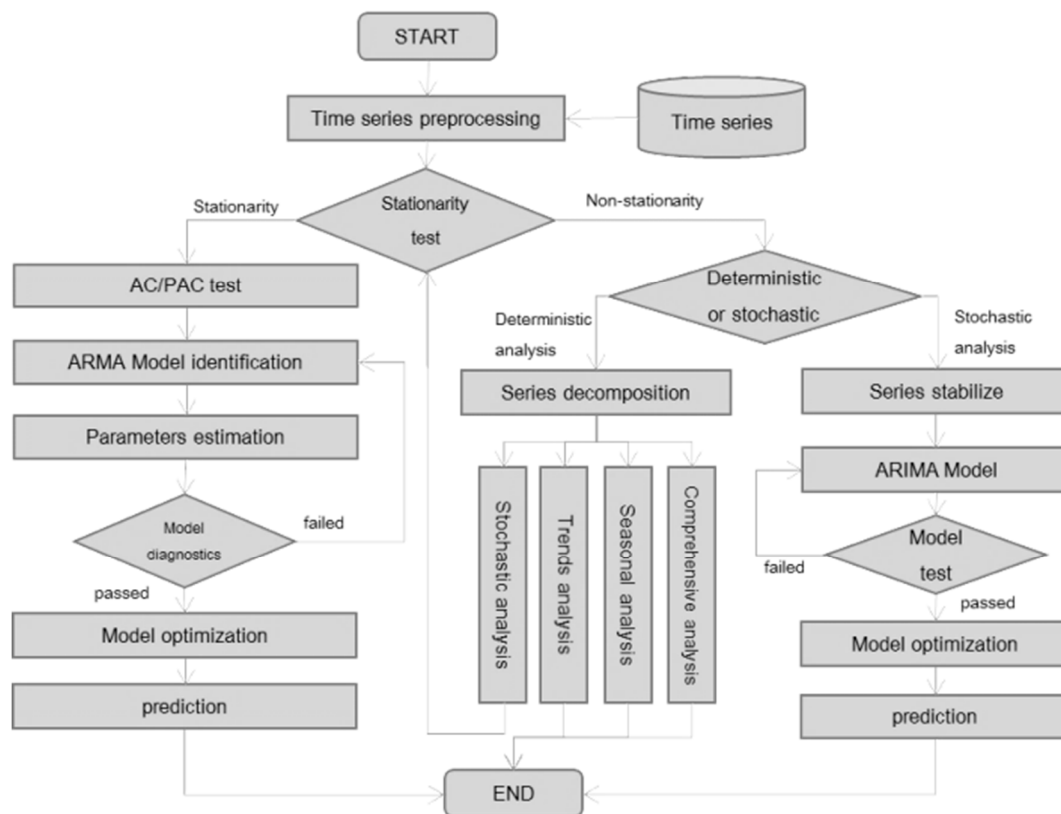 START
Time series preprocessing
Time series
Stationarity
Stationarity
test
Non-stationarity
AC/PAC test
Deterministic
or stochastic
Deterministic
analysis
Stochastic
analysis
ARMA Model identification
Series decomposition
Series stabilize
Parameters estimation
ARIMA Model
Stochastic analysis
Trends analysis
Seasonal analysis
Comprehensive analysis
Model
diagnostics
failed
Model
test
failed
passed
passed
Model optimization
Model optimization
prediction
prediction
END